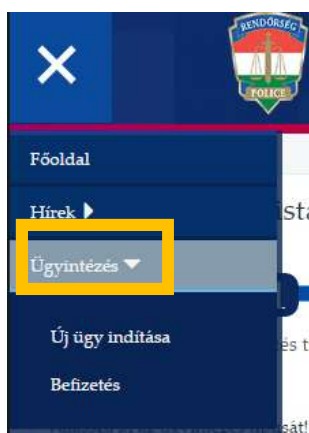 RENDŐRSÉG
POLICE
Főoldal
Hírek
Ügyintézés
Új ügy indítása
Befizetés